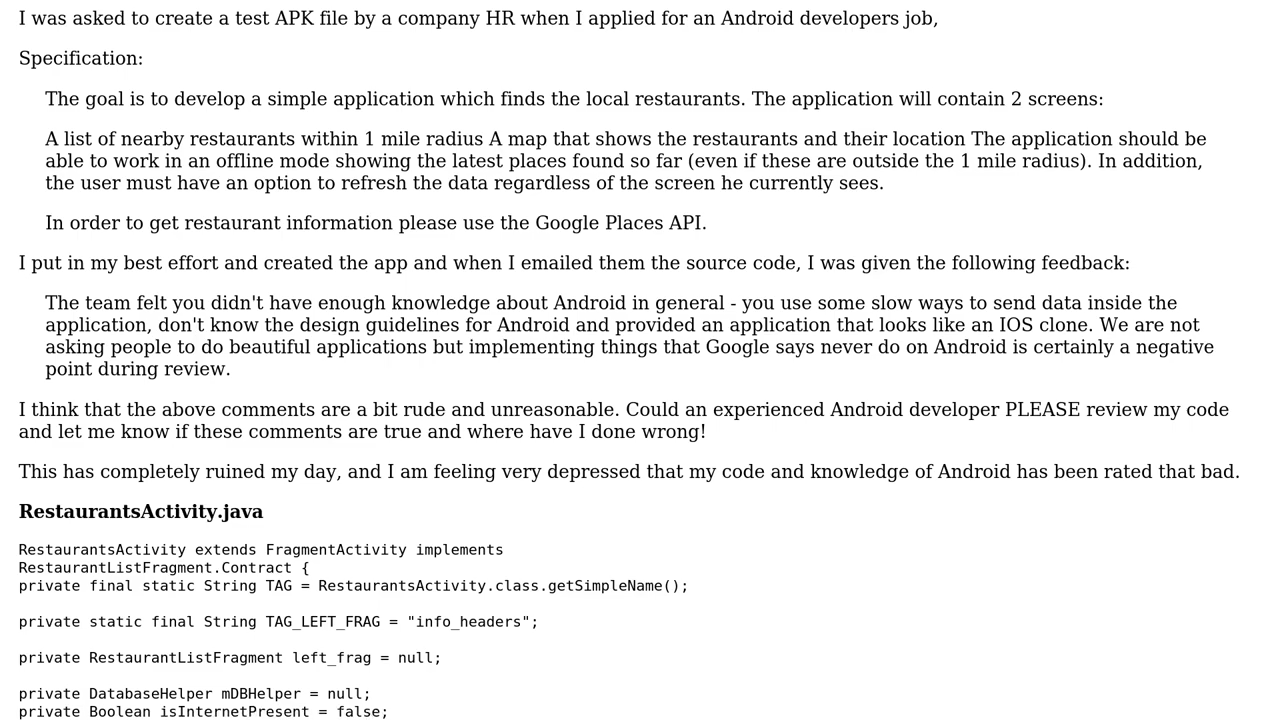 I was asked to create a test APK file by a company HR when I applied for an Android developers job,
Specification:
The goal is to develop a simple application which finds the local restaurants. The application will contain 2 screens:
A list of nearby restaurants within 1 mile radius A map that shows the restaurants and their location The application should be
able to work in an offline mode showing the latest places found so far (even if these are outside the 1 mile radius). In addition,
the user must have an option to refresh the data regardless of the screen he currently sees.
In order to get restaurant information please use the Google Places API.
I put in my best effort and created the app and when I emailed them the source code, I was given the following feedback:
The team felt you didn't have enough knowledge about Android in general - you use some slow ways to send data inside the
application, don't know the design guidelines for Android and provided an application that looks like an IOS clone. We are not
asking people to do beautiful applications but implementing things that Google says never do on Android is certainly a negative
point during review.
I think that the above comments are a bit rude and unreasonable. Could an experienced Android developer PLEASE review my code
and let me know if these comments are true and where have I done wrong!
This has completely ruined my day, and I am feeling very depressed that my code and knowledge of Android has been rated that bad.
RestaurantsActivity.java
RestaurantsActivity extends FragmentActivity implements
RestaurantListFragment.Contract {
private final static String TAG = RestaurantsActivity.class.getSimpleName();
private static final String TAG_LEFT_FRAG = "info_headers";
private RestaurantListFragment left_frag = null;
private DatabaseHelper mDBHelper = null;
private Boolean isInternetPresent = false;